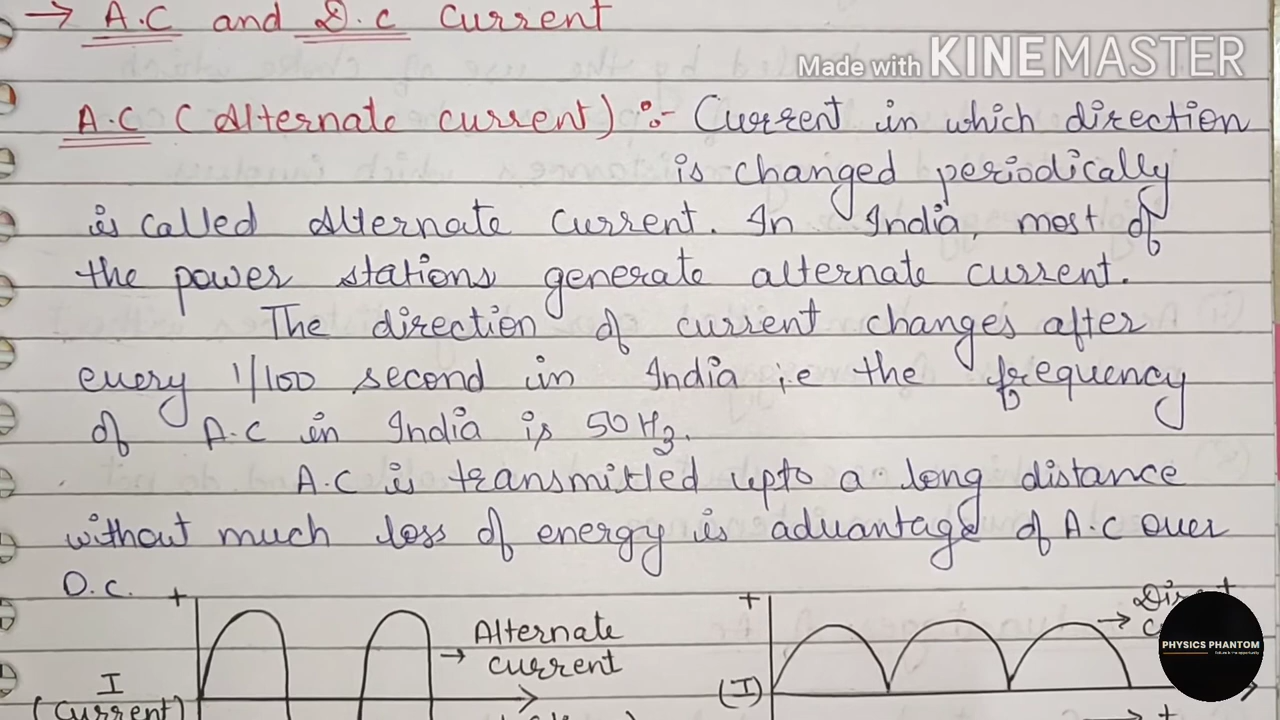 → A.C and D.c current
Made with KINEMASTER
A.C (Alternate current) :- Current in which direction
is changed periodically
is called Alternate current. In India, most of
the power stations generate alternate current.
The direction of current changes after
every 1/100 second in India i.e the frequency
of A.C in India is 50 Hz.
A.C is transmitted upto a long distance
without much loss of energy is advantage of A.C over
D.C.
+
Alternate
current
I
(Current)
+
Direct
(I)
PHYSICS PHANTOM